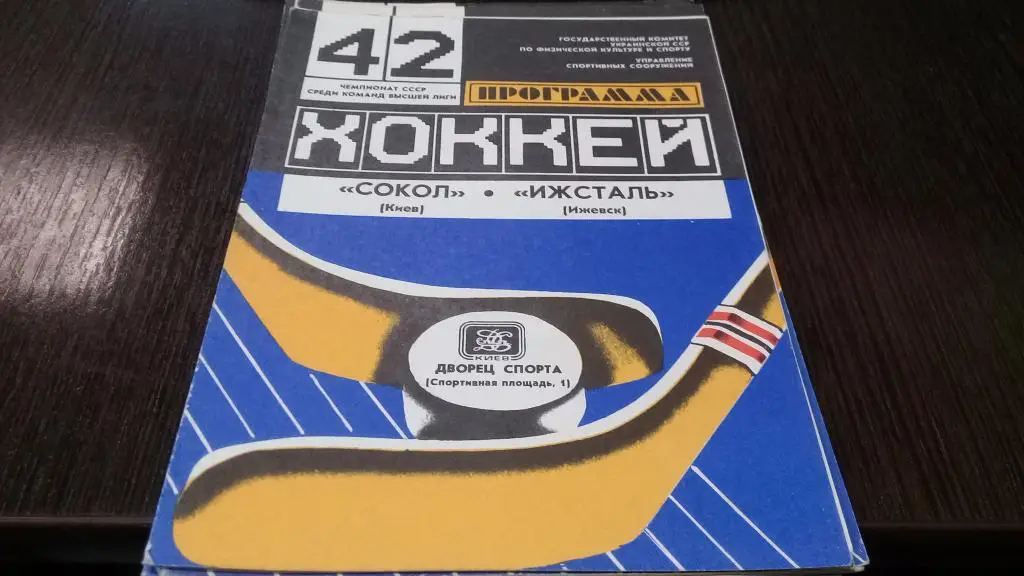 42
ЧЕМПИОНАТ СССР
СРЕДИ КОМАНД ВЫСШЕЙ ЛИГИ
ГОСУДАРСТВЕННЫЙ КОМИТЕТ
УКРАИНСКОЙ ССР
ПО ФИЗИЧЕСКОЙ КУЛЬТУРЕ И СПОРТУ
УПРАВЛЕНИЕ
СПОРТИВНЫХ СООРУЖЕНИЙ
ПРОГРАММА
ХОККЕЙ
«СОКОЛ» • «ИЖСТАЛЬ»
(Киев) (Ижевск)
КИЕВ
ДВОРЕЦ СПОРТА
(Спортивная площадь, 1)